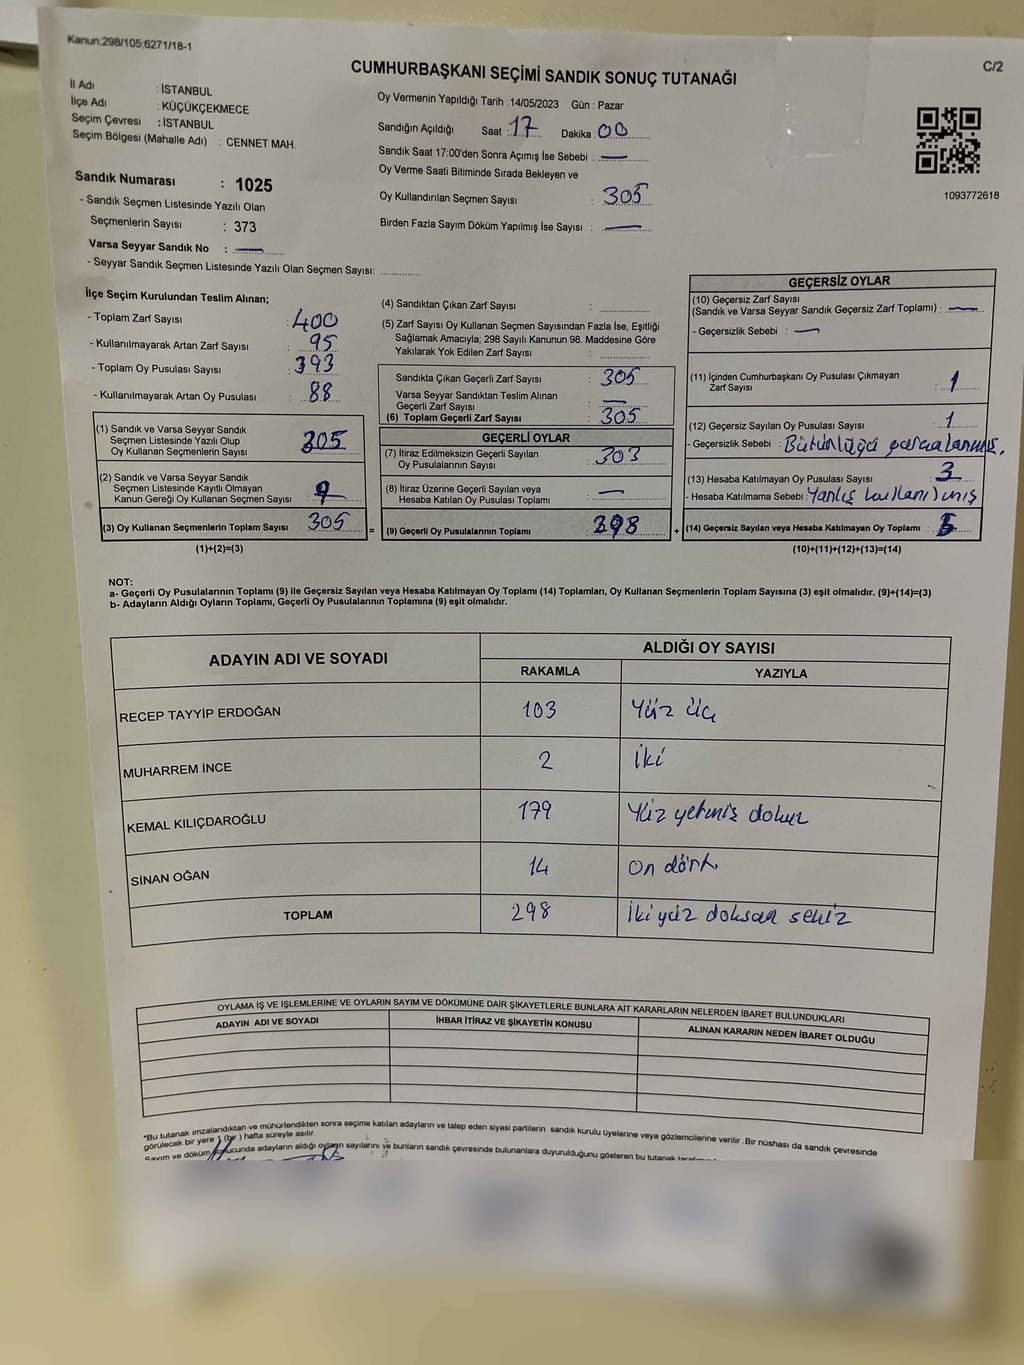 Kanun;298/105;6271/18-1
C/2
CUMHURBAŞKANI SEÇİMİ SANDIK SONUÇ TUTANAĞI
İl Adı : İSTANBUL
İlçe Adı : KÜÇÜKÇEKMECE
Seçim Çevresi : İSTANBUL
Seçim Bölgesi (Mahalle Adı) : CENNET MAH.
Oy Vermenin Yapıldığı Tarih :14/05/2023 Gün : Pazar
Sandığın Açıldığı Saat : 17 Dakika : 00
Sandık Saat 17:00'den Sonra Açımış İse Sebebi : —
Oy Verme Saati Bitiminde Sırada Bekleyen ve
Oy Kullandırılan Seçmen Sayısı : 305
Birden Fazla Sayım Döküm Yapılmış İse Sayısı : —
1093772618
Sandık Numarası : 1025
- Sandık Seçmen Listesinde Yazılı Olan
Seçmenlerin Sayısı : 373
Varsa Seyyar Sandık No : —
- Seyyar Sandık Seçmen Listesinde Yazılı Olan Seçmen Sayısı: ............
İlçe Seçim Kurulundan Teslim Alınan;
- Toplam Zarf Sayısı : 400
- Kullanılmayarak Artan Zarf Sayısı : 95
- Toplam Oy Pusulası Sayısı : 393
- Kullanılmayarak Artan Oy Pusulası : 88
(1) Sandık ve Varsa Seyyar Sandık
Seçmen Listesinde Yazılı Olup
Oy Kullanan Seçmenlerin Sayısı 305
(2) Sandık ve Varsa Seyyar Sandık
Seçmen Listesinde Kayıtlı Olmayan
Kanun Gereği Oy Kullanan Seçmen Sayısı :
(3) Oy Kullanan Seçmenlerin Toplam Sayısı : 305
(1)+(2)=(3)
(4) Sandıktan Çıkan Zarf Sayısı : ............
(5) Zarf Sayısı Oy Kullanan Seçmen Sayısından Fazla İse, Eşitliği
Sağlamak Amacıyla; 298 Sayılı Kanunun 98. Maddesine Göre
Yakılarak Yok Edilen Zarf Sayısı : ............
Sandıkta Çıkan Geçerli Zarf Sayısı : 305
Varsa Seyyar Sandıktan Teslim Alınan
Geçerli Zarf Sayısı : —
(6) Toplam Geçerli Zarf Sayısı : 305
GEÇERLİ OYLAR
(7) İtiraz Edilmeksizin Geçerli Sayılan
Oy Pusulalarının Sayısı : 303
(8) İtiraz Üzerine Geçerli Sayılan veya
Hesaba Katılan Oy Pusulası Toplamı : —
= (9) Geçerli Oy Pusulalarının Toplamı : 298 +
GEÇERSİZ OYLAR
(10) Geçersiz Zarf Sayısı
(Sandık ve Varsa Seyyar Sandık Geçersiz Zarf Toplamı) : —
- Geçersizlik Sebebi : —
(11) İçinden Cumhurbaşkanı Oy Pusulası Çıkmayan
Zarf Sayısı : 1
(12) Geçersiz Sayılan Oy Pusulası Sayısı : 1
- Geçersizlik Sebebi : Bütünlüğü parçalanmış.
(13) Hesaba Katılmayan Oy Pusulası Sayısı : 3
- Hesaba Katılmama Sebebi : Yanlış kullanılmış
(14) Geçersiz Sayılan veya Hesaba Katılmayan Oy Toplamı : 5
(10)+(11)+(12)+(13)=(14)
NOT:
a- Geçerli Oy Pusulalarının Toplamı (9) ile Geçersiz Sayılan veya Hesaba Katılmayan Oy Toplamı (14) Toplamları, Oy Kullanan Seçmenlerin Toplam Sayısına (3) eşit olmalıdır. (9)+(14)=(3)
b- Adayların Aldığı Oyların Toplamı, Geçerli Oy Pusulalarının Toplamına (9) eşit olmalıdır.
ADAYIN ADI VE SOYADI
ALDIĞI OY SAYISI
RAKAMLA YAZIYLA
RECEP TAYYİP ERDOĞAN 103 Yüz üç
MUHARREM İNCE 2 İki
KEMAL KILIÇDAROĞLU 179 Yüz yetmiş dokuz
SİNAN OĞAN 14 On dört
TOPLAM 298 İki yüz doksan sekiz
OYLAMA İŞ VE İŞLEMLERİNE VE OYLARIN SAYIM VE DÖKÜMÜNE DAİR ŞİKAYETLERLE BUNLARA AİT KARARLARIN NELERDEN İBARET BULUNDUKLARI
ADAYIN ADI VE SOYADI İHBAR İTİRAZ VE ŞİKAYETİN KONUSU ALINAN KARARIN NEDEN İBARET OLDUĞU
"Bu tutanak imzalandıktan ve mühürlendikten sonra seçime katılan adayların ve talep eden siyasi partilerin sandık kurulu üyelerine veya gözlemcilerine verilir .Bir nüshası da sandık çevresinde
görülecek bir yere 1 (bir ) hafta süreyle asılır.
Sayım ve döküm sonucunda adayların aldığı oyların sayılarını ve bunların sandık çevresinde bulunanlara duyurulduğunu gösteren bu tutanak